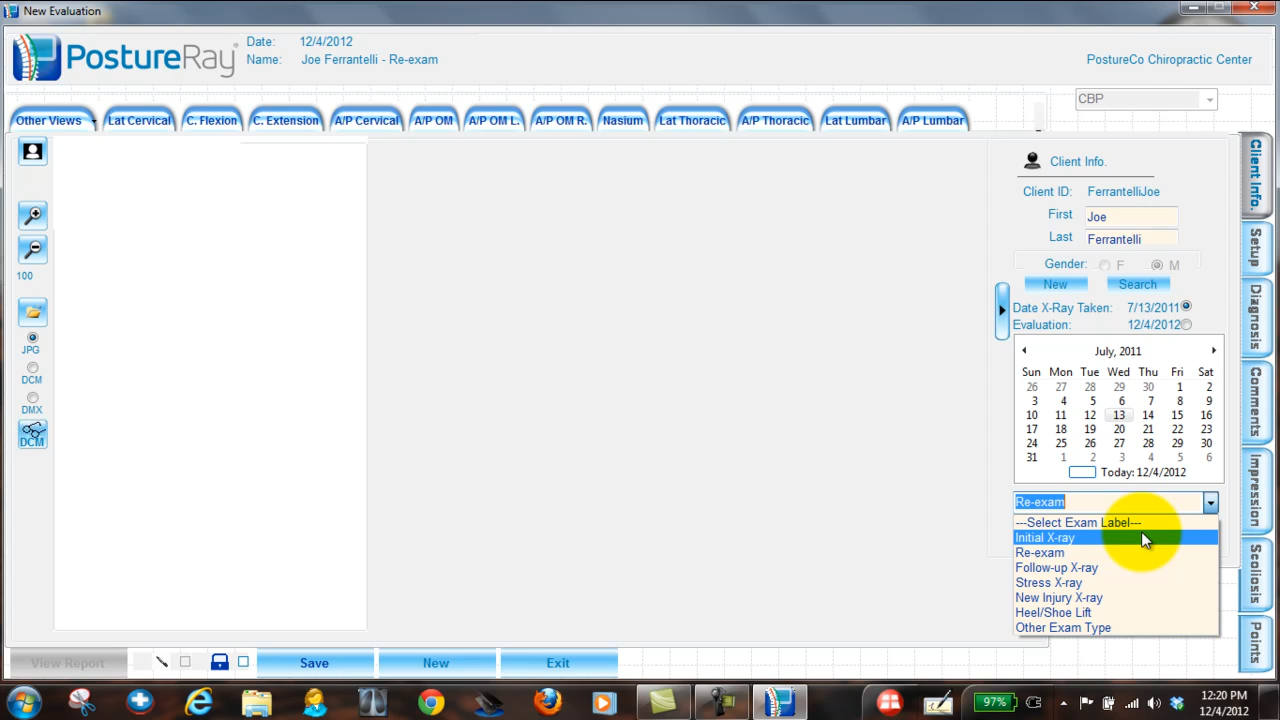 New Evaluation
PostureRay
Date: 12/4/2012
Name: Joe Ferrantelli - Re-exam
PostureCo Chiropractic Center
CBP
Other Views Lat Cervical C. Flexion C. Extension A/P Cervical A/P OM A/P OM L. A/P OM R. Nasium Lat Thoracic A/P Thoracic Lat Lumbar A/P Lumbar
100
JPG
DCM
DMX
DCM
Client Info.
Client ID: FerrantelliJoe
First Joe
Last Ferrantelli
Gender: F M
New Search
Date X-Ray Taken: 7/13/2011
Evaluation: 12/4/2012
July, 2011
Sun Mon Tue Wed Thu Fri Sat
26 27 28 29 30 1 2
3 4 5 6 7 8 9
10 11 12 13 14 15 16
17 18 19 20 21 22 23
24 25 26 27 28 29 30
31 1 2 3 4 5 6
Today: 12/4/2012
Re-exam
---Select Exam Label---
Initial X-ray
Re-exam
Follow-up X-ray
Stress X-ray
New Injury X-ray
Heel/Shoe Lift
Other Exam Type
Client Info.
Setup
Diagnosis
Comments
Impression
Scoliosis
Points
View Report Save New Exit
97%
12:20 PM
12/4/2012